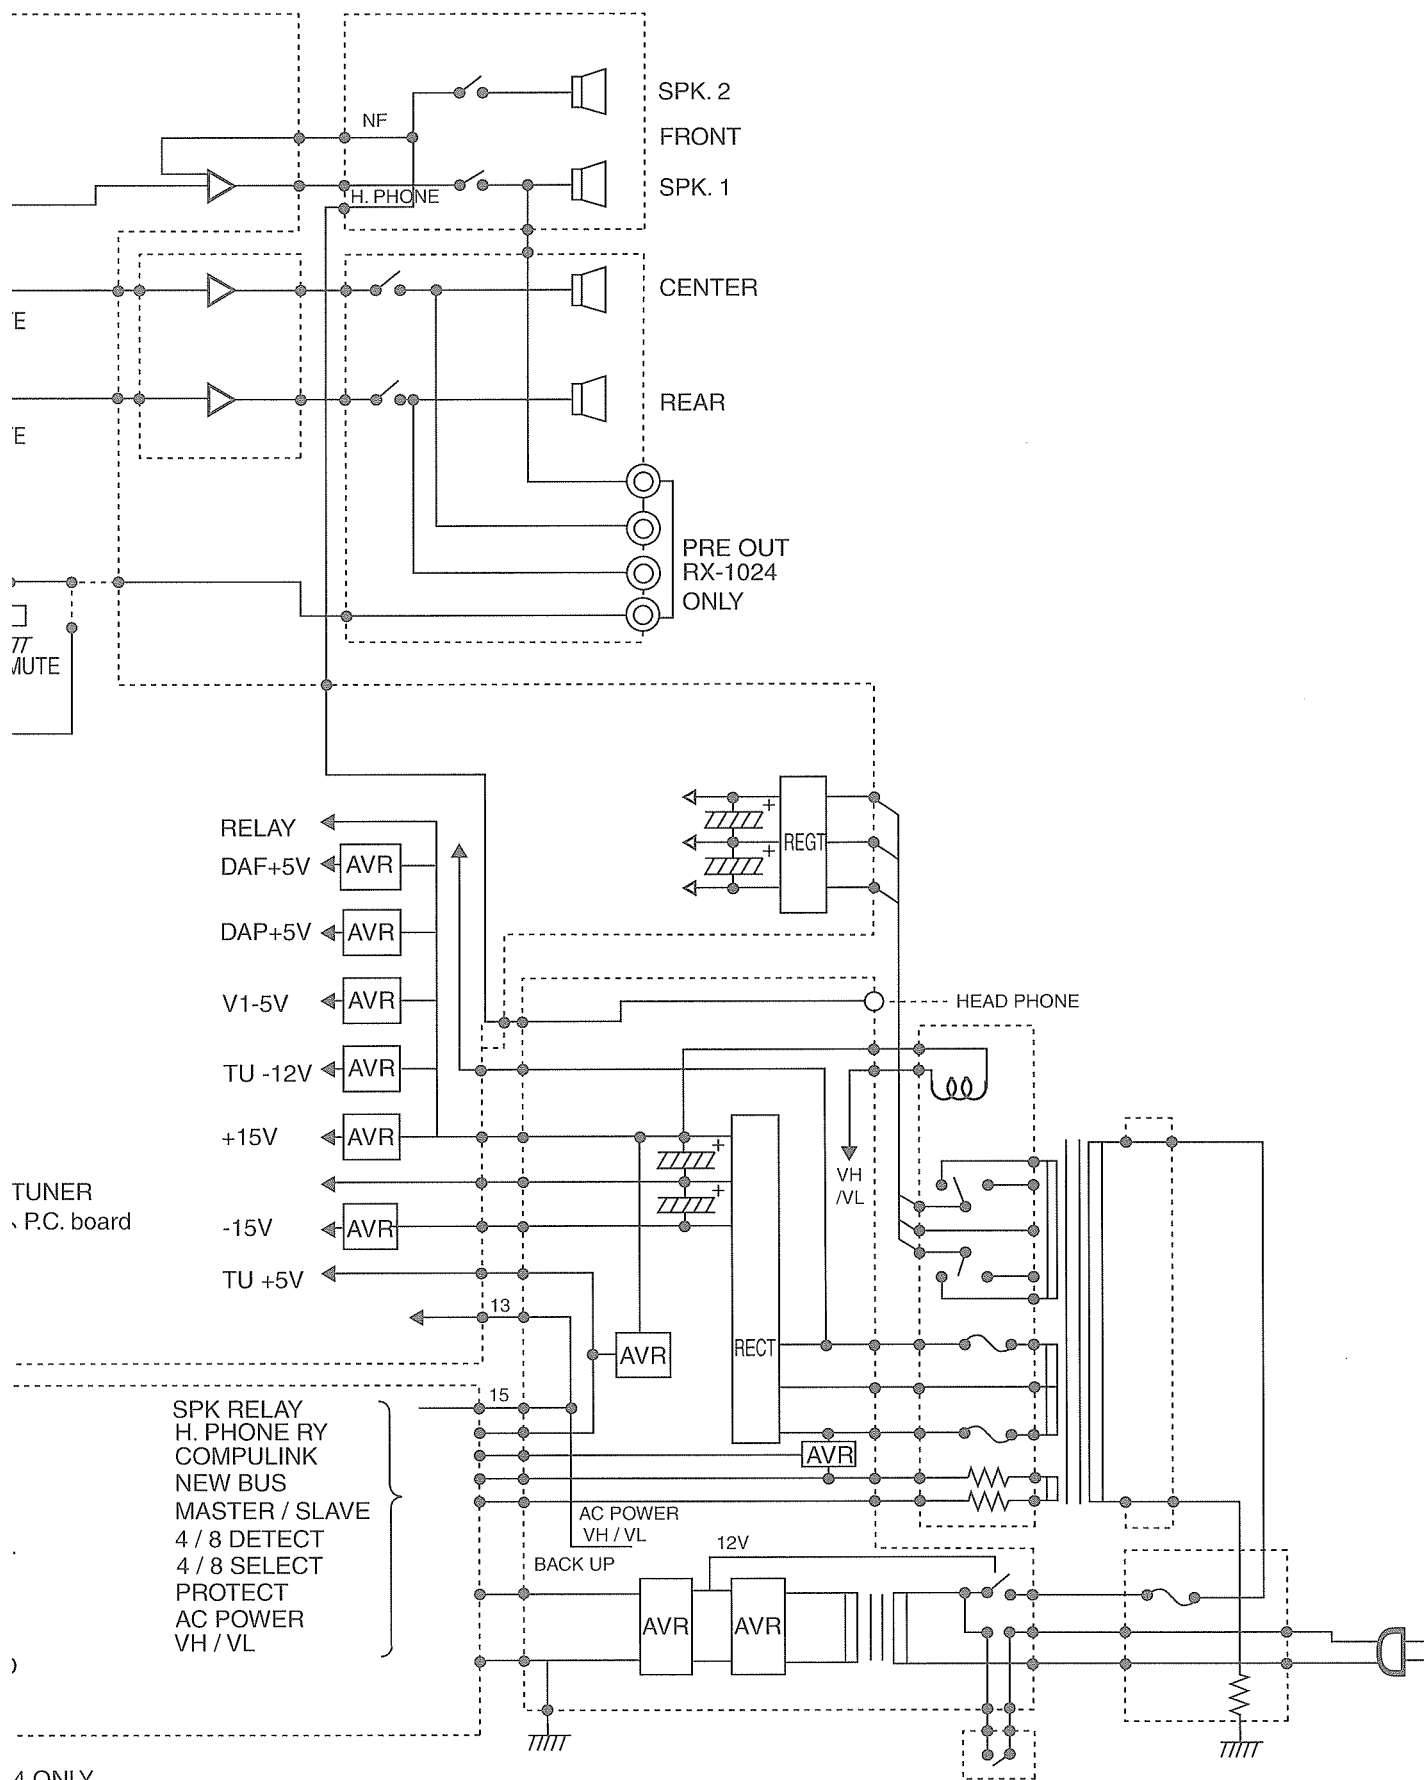 SPK. 2
NF
FRONT
SPK. 1
H. PHONE
CENTER
E
REAR
E
PRE OUT
RX-1024
ONLY
MUTE
RELAY
+
REGT
DAF+5V
AVR
+
DAP+5V
AVR
V1-5V
AVR
HEAD PHONE
TU -12V
AVR
+15V
AVR
+
VH
/VL
TUNER
P.C. board
+
-15V
AVR
TU +5V
13
AVR
RECT
15
SPK RELAY
H. PHONE RY
COMPULINK
AVR
NEW BUS
MASTER / SLAVE
AC POWER
VH / VL
4 / 8 DETECT
12V
4 / 8 SELECT
BACK UP
PROTECT
AC POWER
AVR
AVR
VH / VL
4 ONLY